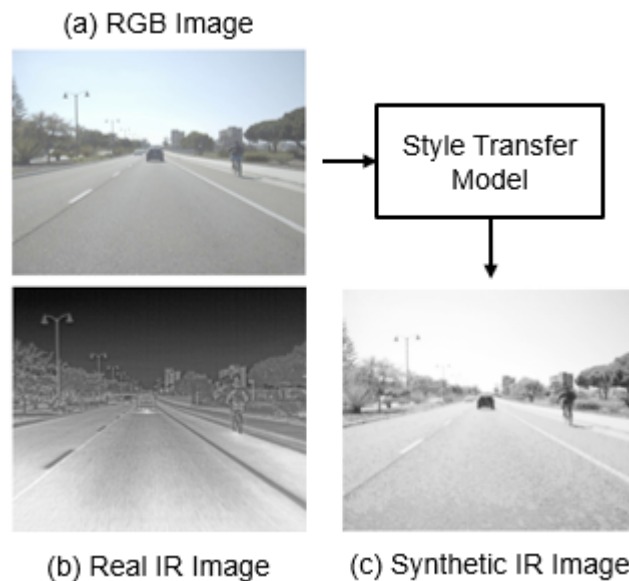 (a) RGB Image
Style Transfer
Model
(b) Real IR Image
(c) Synthetic IR Image